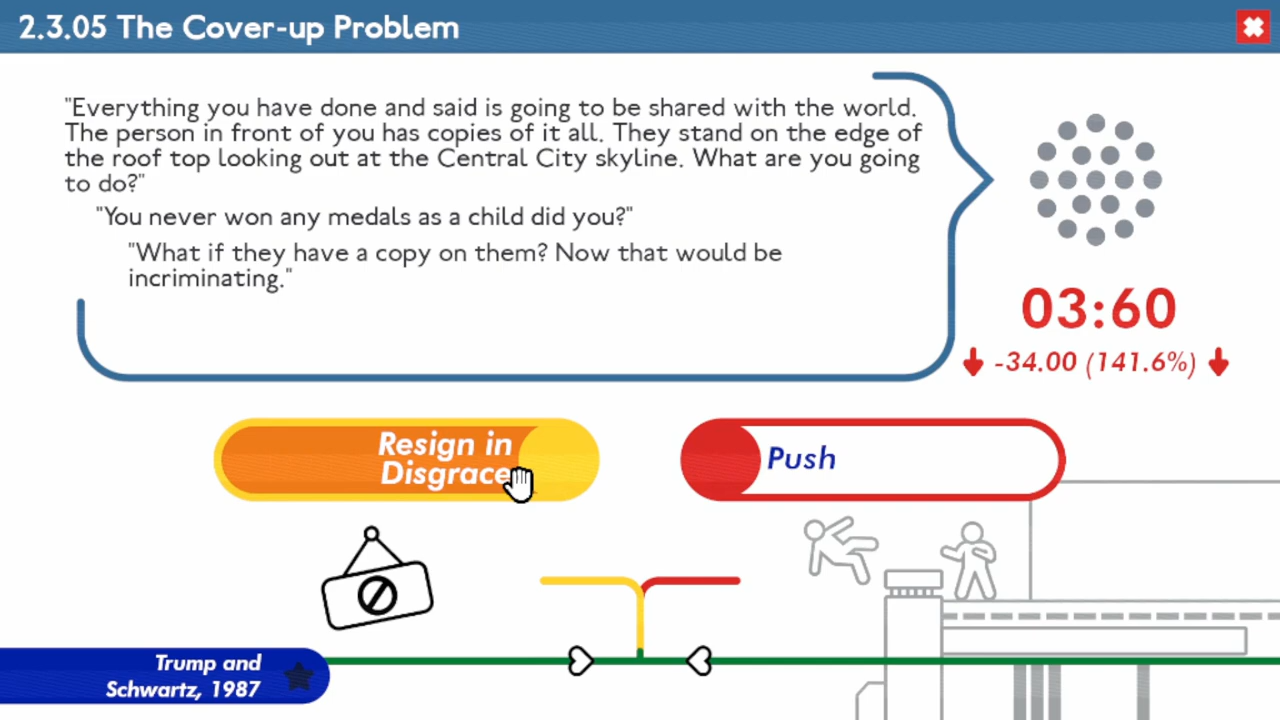 2.3.05 The Cover-up Problem
"Everything you have done and said is going to be shared with the world.
The person in front of you has copies of it all. They stand on the edge of
the roof top looking out at the Central City skyline. What are you going
to do?"
"You never won any medals as a child did you?"
"What if they have a copy on them? Now that would be
incriminating."
03:60
-34.00 (141.6%)
Resign in
Disgrace
Push
Trump and
Schwartz, 1987